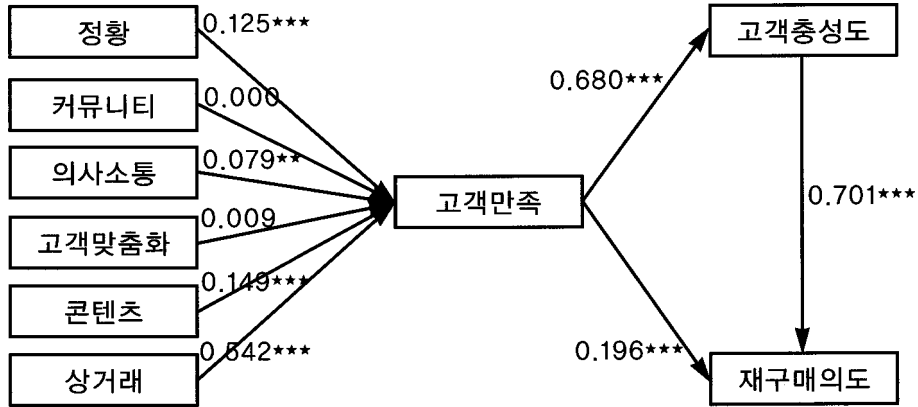 정황
0.125***
커뮤니티
0.000
의사소통
0.079**
고객맞춤화
0.009
콘텐츠
0.149***
상거래
0.542***
고객만족
0.680***
0.196***
고객충성도
0.701***
재구매의도